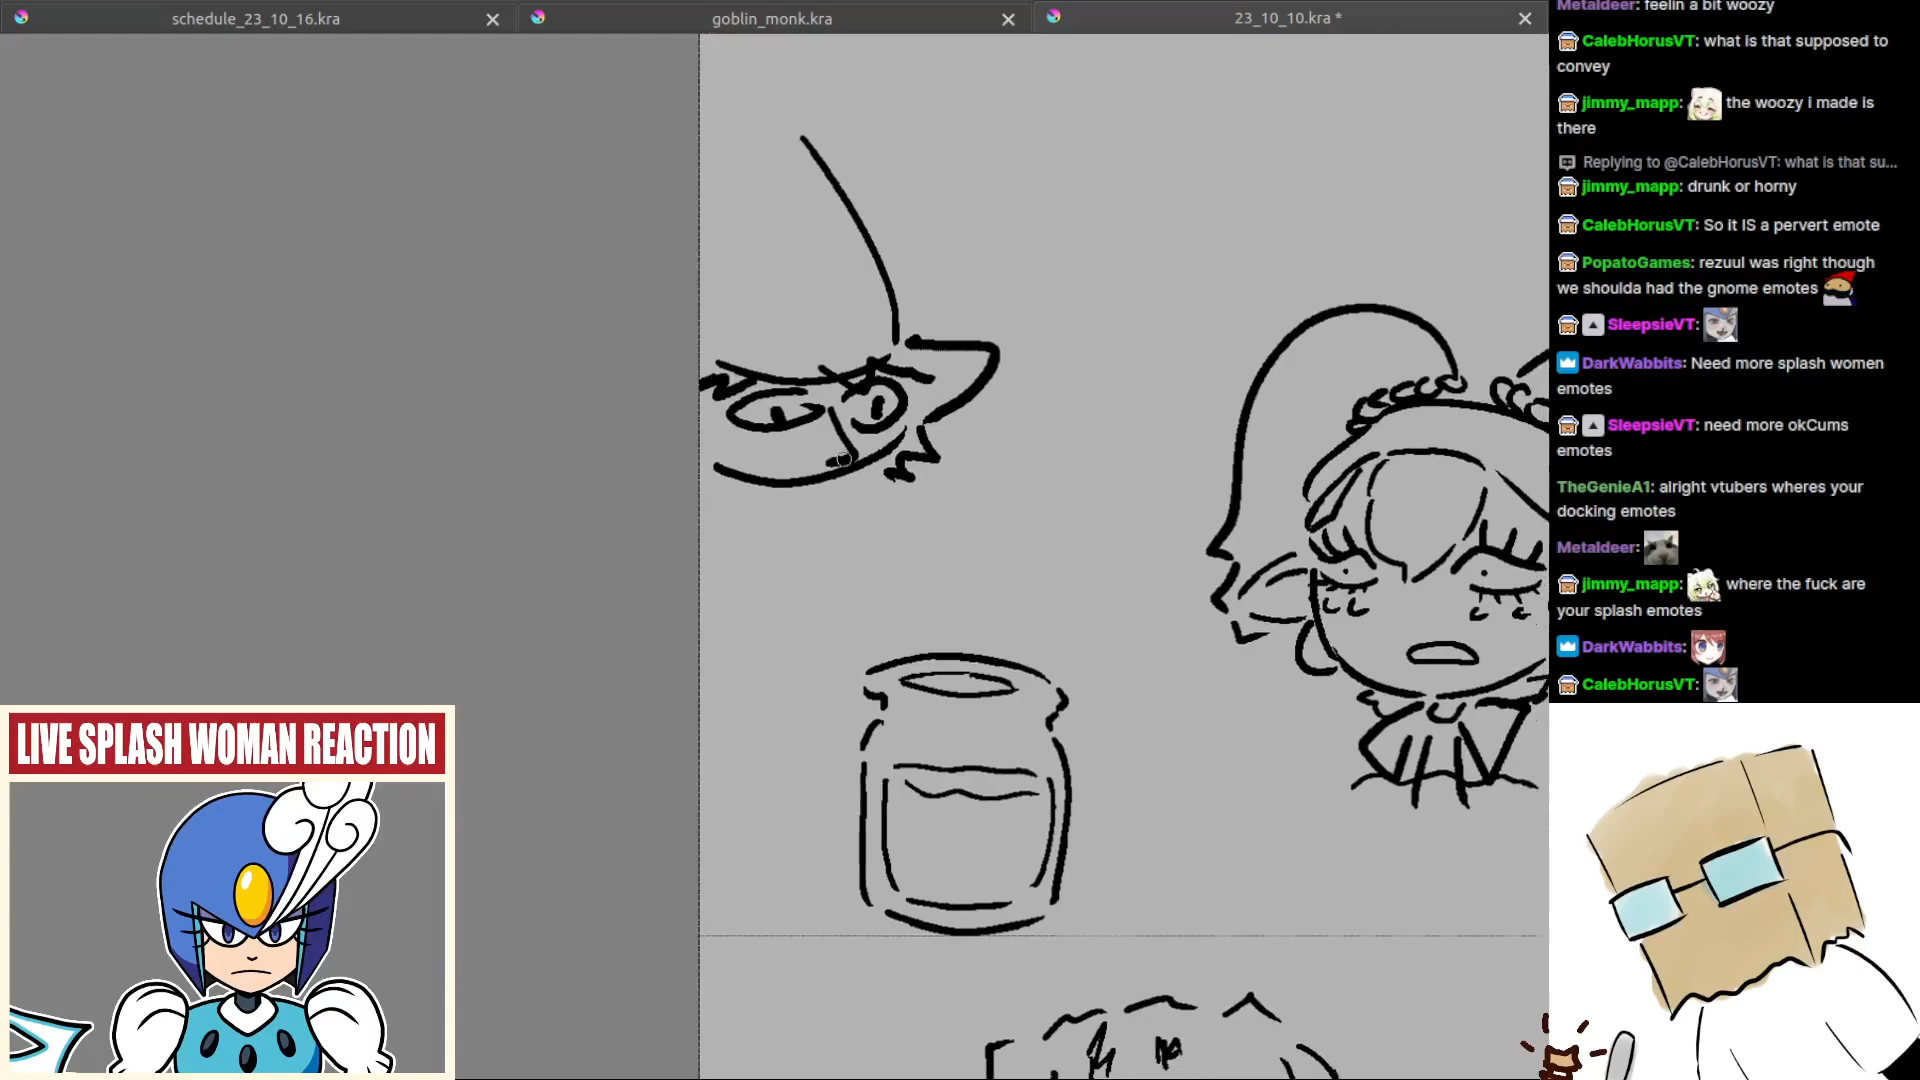 schedule_23_10_16.kra
goblin_monk.kra
23_10_10.kra *
Metaldeer: feelin a bit woozy
CalebHorusVT: what is that supposed to
convey
jimmy_mapp: the woozy i made is
there
Replying to @CalebHorusVT: what is that su...
jimmy_mapp: drunk or horny
CalebHorusVT: So it IS a pervert emote
PopatoGames: rezuul was right though
we shoulda had the gnome emotes
SleepsieVT:
DarkWabbits: Need more splash women
emotes
SleepsieVT: need more okCums
emotes
TheGenieA1: alright vtubers wheres your
docking emotes
Metaldeer:
jimmy_mapp: where the fuck are
your splash emotes
DarkWabbits:
CalebHorusVT:
LIVE SPLASH WOMAN REACTION